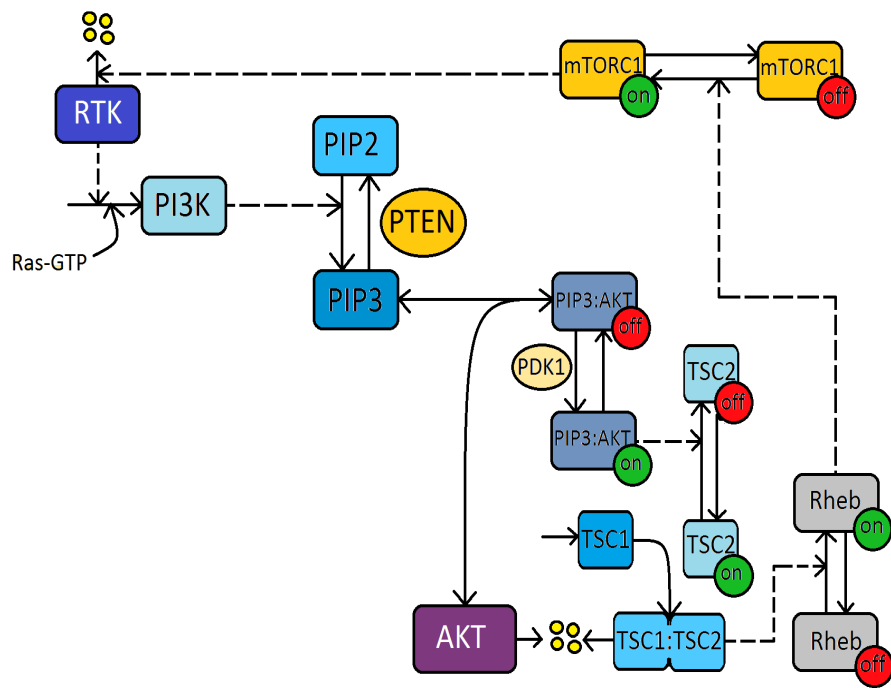 mTORC1
on
mTORC1
off
RTK
PIP2
PI3K
PTEN
Ras-GTP
PIP3
PIP3:AKT
off
PDK1
TSC2
off
PIP3:AKT
on
Rheb
on
TSC1
TSC2
on
AKT
TSC1:TSC2
Rheb
off